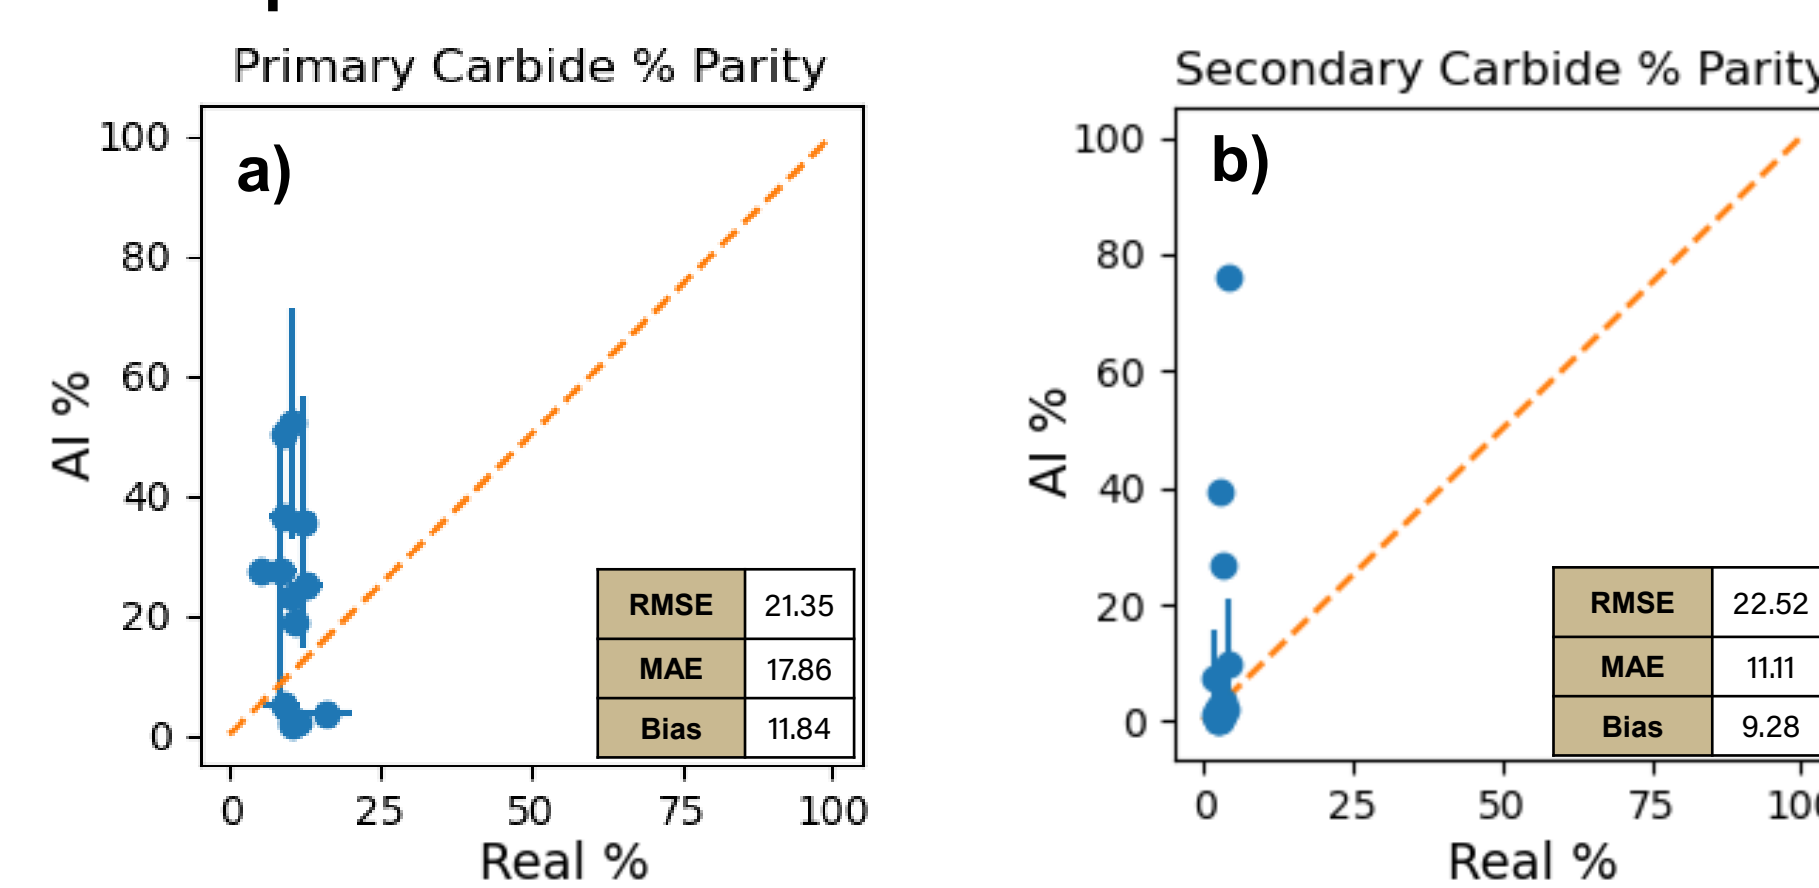 Primary Carbide % Parity
a)
100
80
60
40
20
0
AI %
0 25 50 75 100
Real %
RMSE 21.35
MAE 17.86
Bias 11.84
Secondary Carbide % Parity
b)
100
80
60
40
20
0
AI %
0 25 50 75 100
Real %
RMSE 22.52
MAE 11.11
Bias 9.28